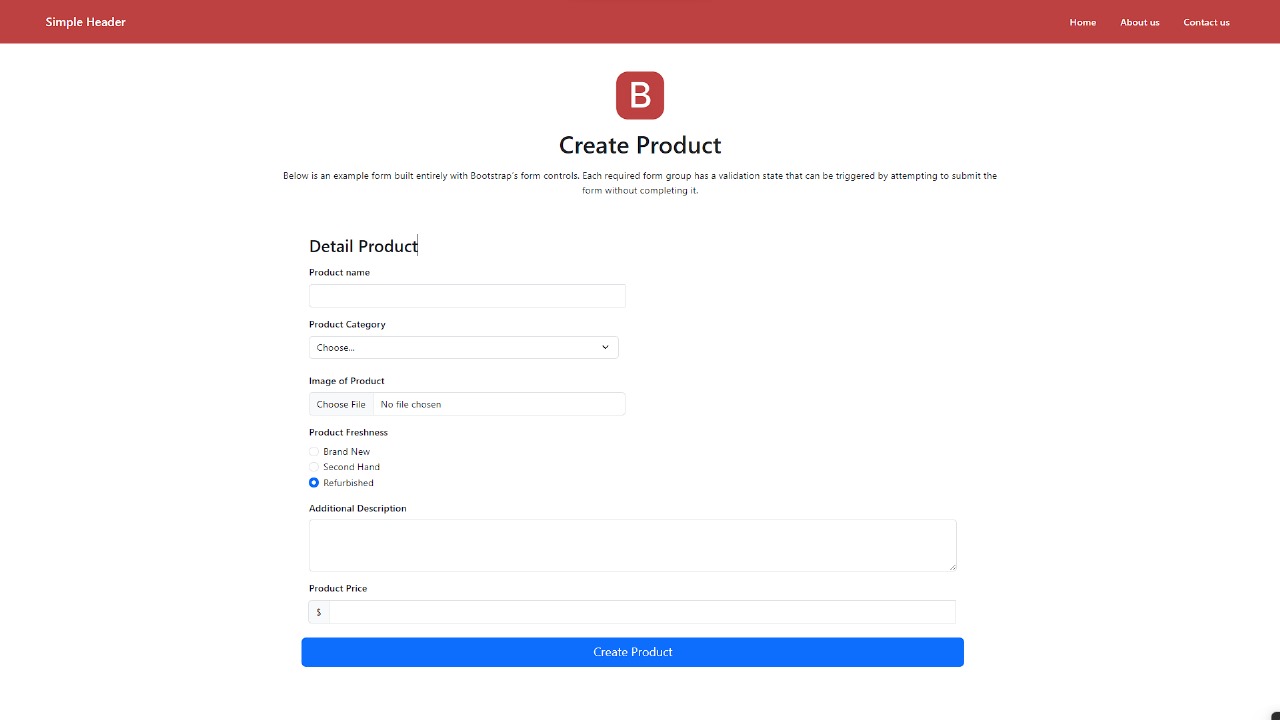 Simple Header
Home
About us
Contact us
B
Create Product
Below is an example form built entirely with Bootstrap's form controls. Each required form group has a validation state that can be triggered by attempting to submit the
form without completing it.
Detail Product
Product name
Product Category
Choose...
Image of Product
Choose File No file chosen
Product Freshness
Brand New
Second Hand
Refurbished
Additional Description
Product Price
$
Create Product